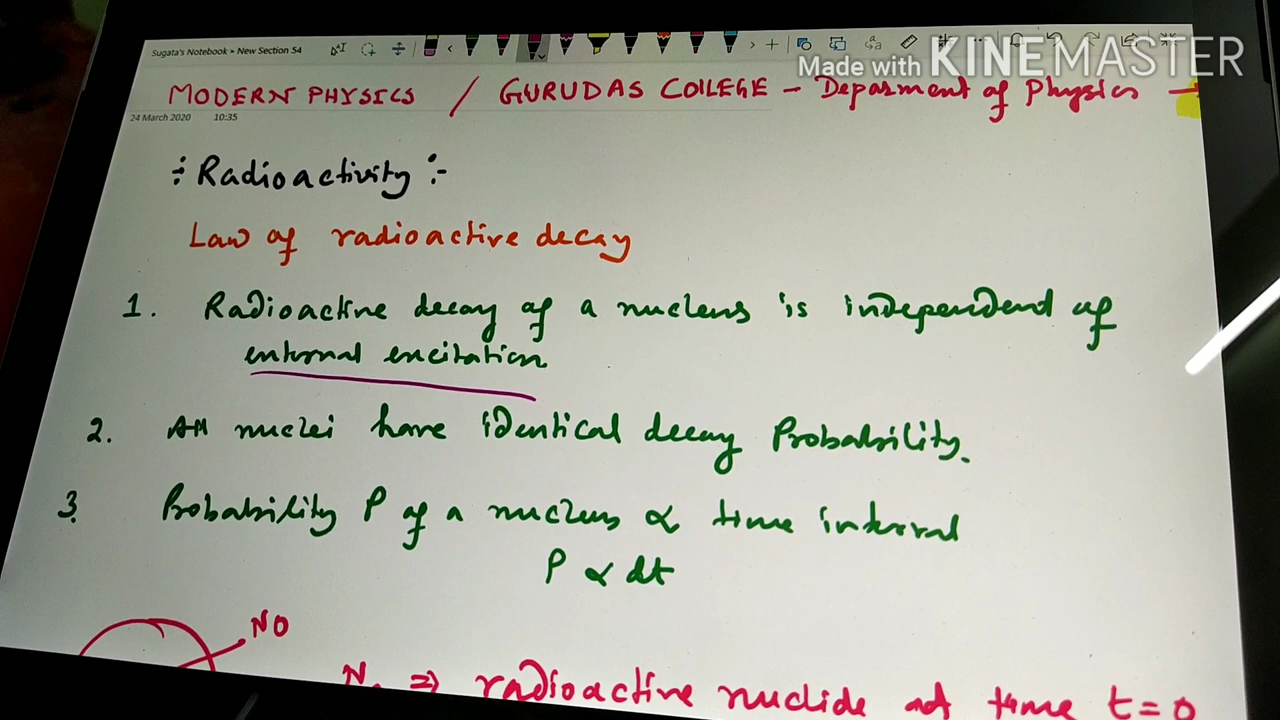 Sugata's Notebook > New Section 54
Made with KINEMASTER
MODERN PHYSICS / GURUDAS COllEGE - Deparment of Physics
24 March 2020 10:35
Radioactivity :-
Law of radioactive decay
1. Radioactive decay of a nucleus is independend of
external excitation
2. All nuclei have identical decay Probability.
3. Probability P of a nucleus ∝ time interval
P ∝ dt
NO
⇒ radioactive nuclide at time t=0